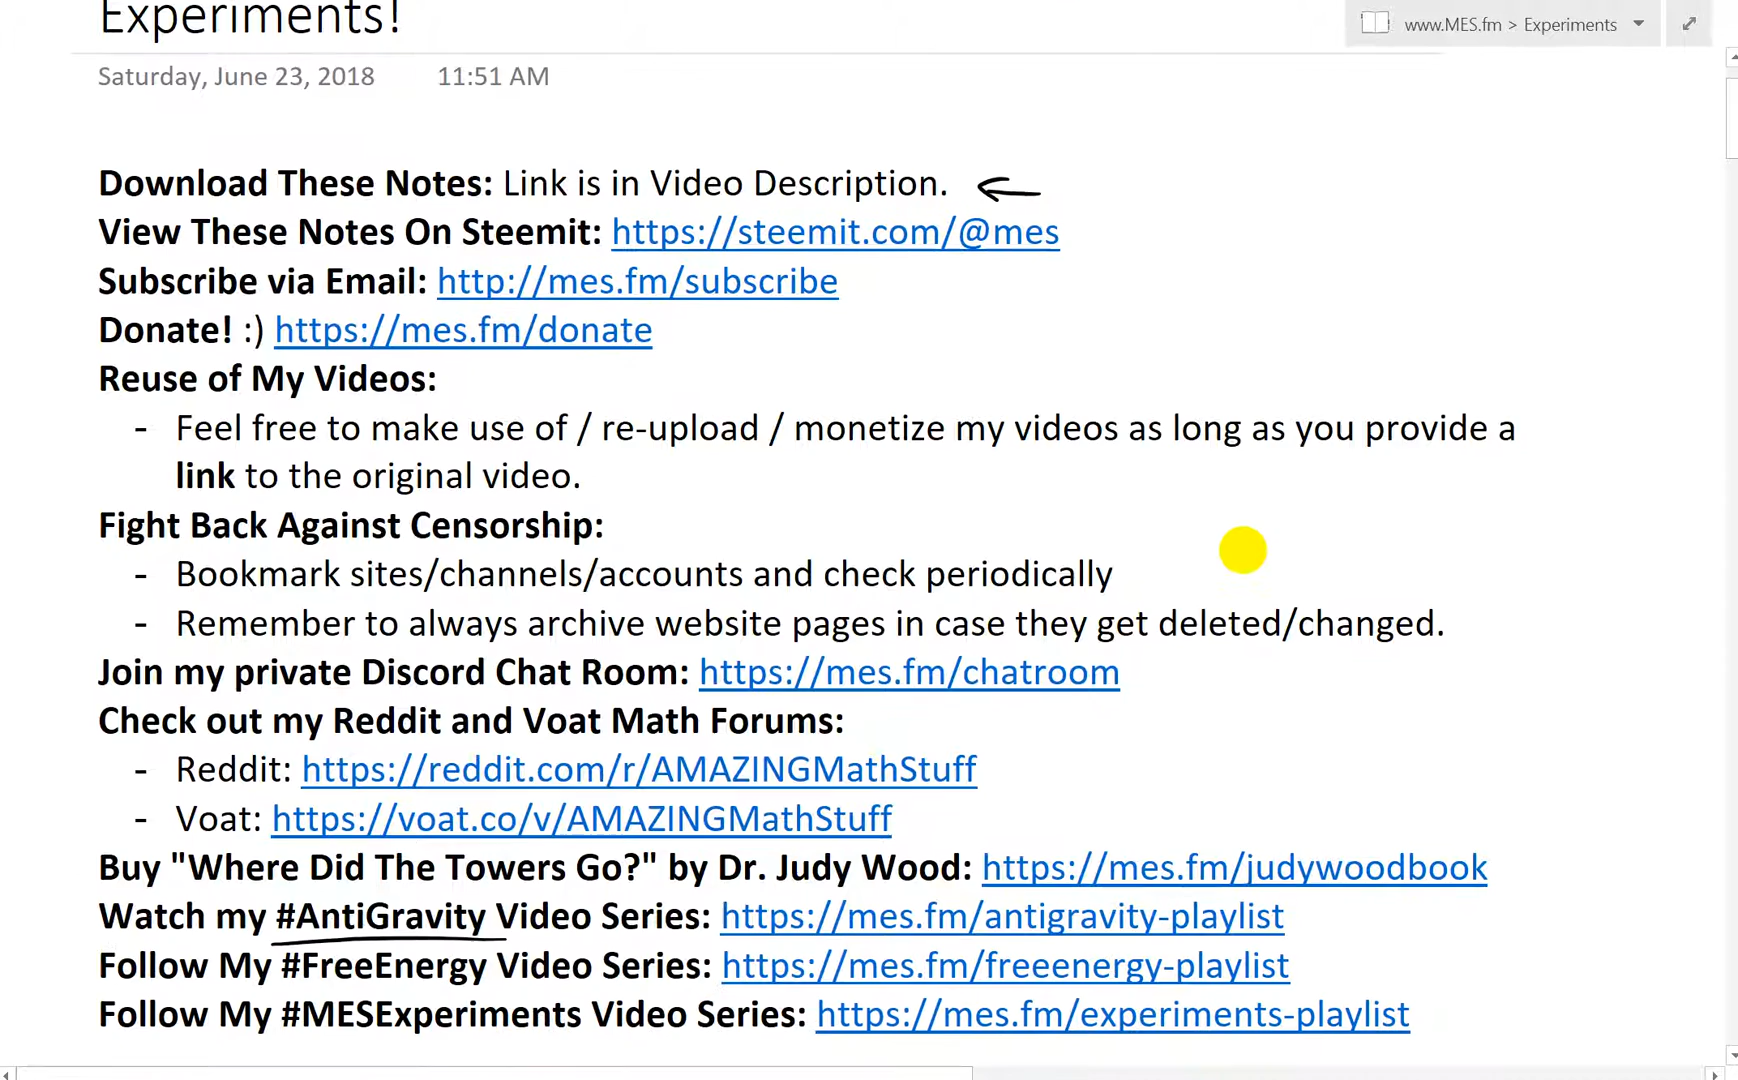 Experiments!
www.MES.fm > Experiments
Saturday, June 23, 2018 11:51 AM
Download These Notes: Link is in Video Description.
View These Notes On Steemit: https://steemit.com/@mes
Subscribe via Email: http://mes.fm/subscribe
Donate! :) https://mes.fm/donate
Reuse of My Videos:
- Feel free to make use of / re-upload / monetize my videos as long as you provide a
link to the original video.
Fight Back Against Censorship:
- Bookmark sites/channels/accounts and check periodically
- Remember to always archive website pages in case they get deleted/changed.
Join my private Discord Chat Room: https://mes.fm/chatroom
Check out my Reddit and Voat Math Forums:
- Reddit: https://reddit.com/r/AMAZINGMathStuff
- Voat: https://voat.co/v/AMAZINGMathStuff
Buy "Where Did The Towers Go?" by Dr. Judy Wood: https://mes.fm/judywoodbook
Watch my #AntiGravity Video Series: https://mes.fm/antigravity-playlist
Follow My #FreeEnergy Video Series: https://mes.fm/freeenergy-playlist
Follow My #MESExperiments Video Series: https://mes.fm/experiments-playlist